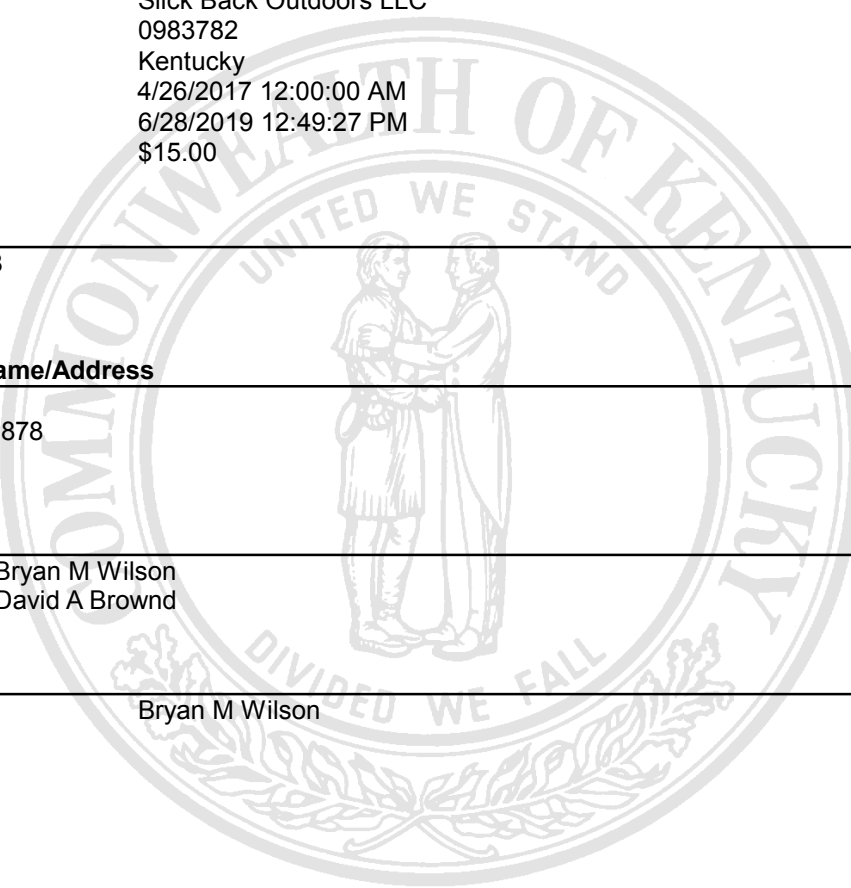 Slick Back Outdoors LLC
0983782
Kentucky
4/26/2017 12:00:00 AM
6/28/2019 12:49:27 PM
$15.00
COMMONWEALTH OF KENTUCKY
UNITED WE STAND
ame/Address
878
Bryan M Wilson
David A Brownd
DIVIDED WE FALL
Bryan M Wilson